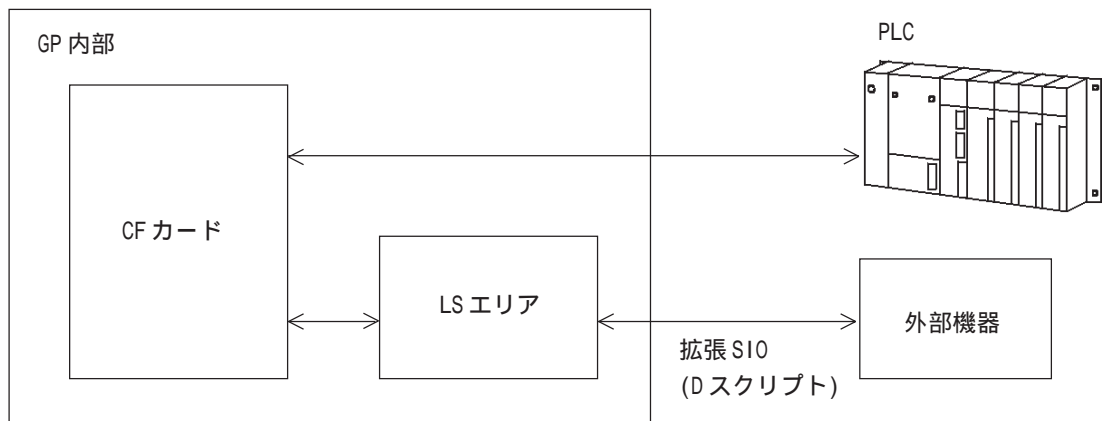 GP 内部
PLC
CF カード
LS エリア
外部機器
拡張 SIO
(D スクリプト)